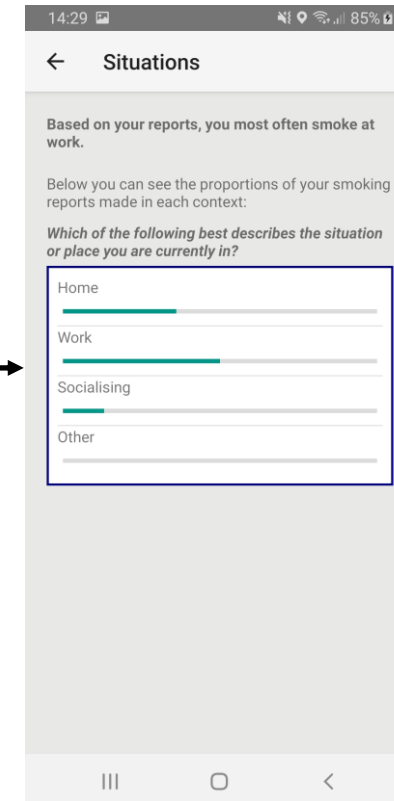 14:29 85%
Situations
Based on your reports, you most often smoke at
work.
Below you can see the proportions of your smoking
reports made in each context:
Which of the following best describes the situation
or place you are currently in?
Home
Work
Socialising
Other